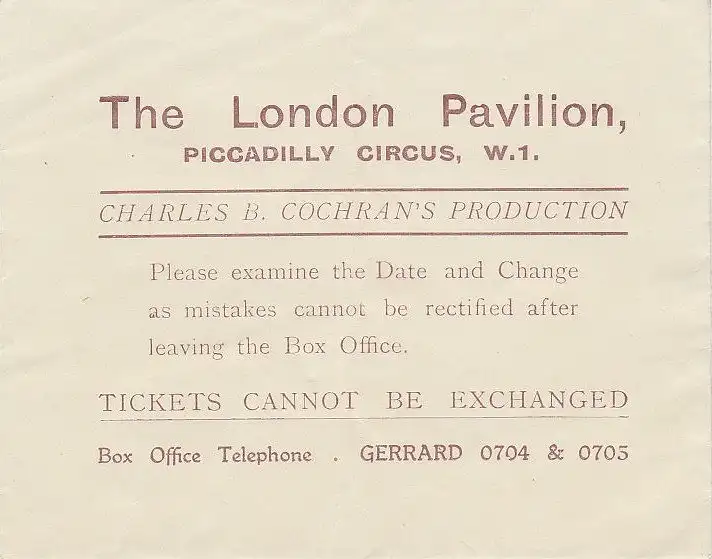 The London Pavilion,
PICCADILLY CIRCUS, W.1.
CHARLES B. COCHRAN'S PRODUCTION
Please examine the Date and Change
as mistakes cannot be rectified after
leaving the Box Office.
TICKETS CANNOT BE EXCHANGED
Box Office Telephone . GERRARD 0704 & 0705